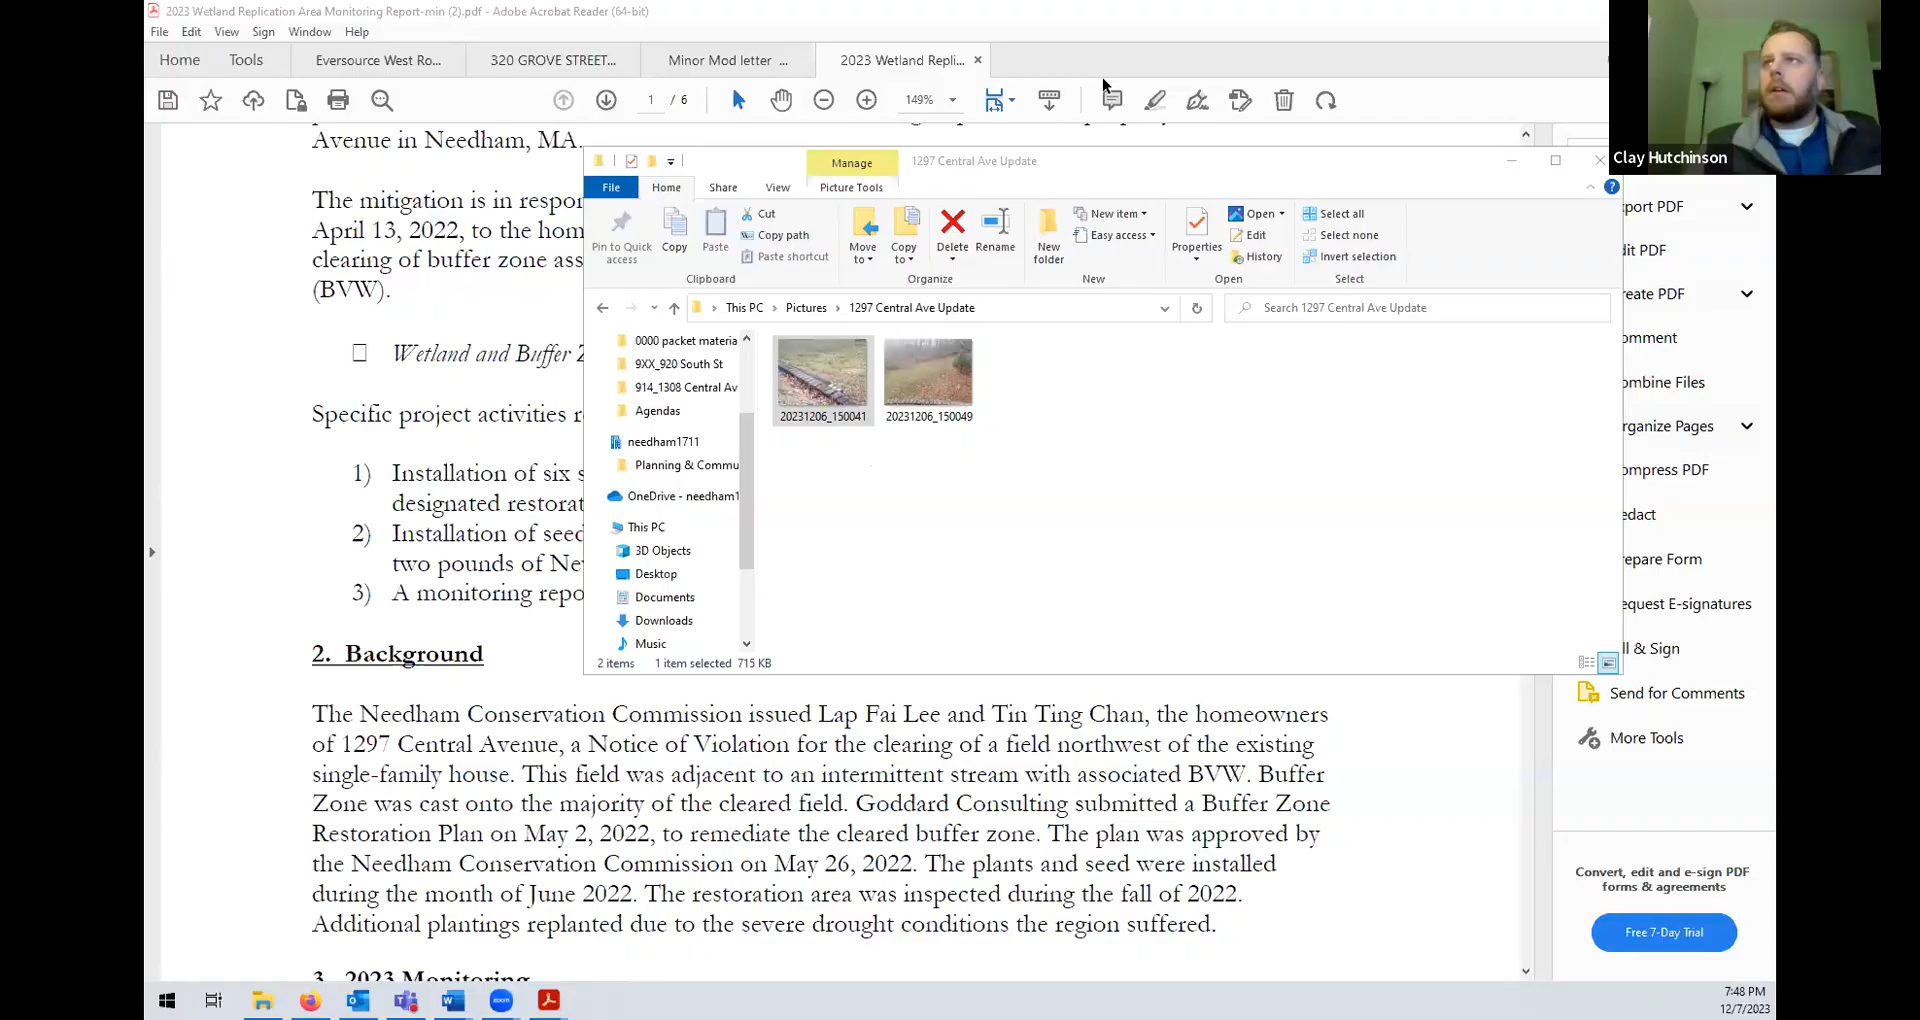 2023 Wetland Replication Area Monitoring Report-min (2).pdf - Adobe Acrobat Reader (64-bit)
File Edit View Sign Window Help
Home Tools Eversource West Ro... 320 GROVE STREET... Minor Mod letter ... 2023 Wetland Repli... ×
1 / 6 149%
Clay Hutchinson
Avenue in Needham, MA.
The mitigation is in respon
April 13, 2022, to the hom
clearing of buffer zone ass
(BVW).
Wetland and Buffer Z
Specific project activities r
1) Installation of six s
designated restorat
2) Installation of seed
two pounds of Ne
3) A monitoring repo
Manage 1297 Central Ave Update
File Home Share View Picture Tools
Pin to Quick access
Copy
Paste
Cut
Copy path
Paste shortcut
Clipboard
Move to
Copy to
Delete
Rename
Organize
New folder
New item
Easy access
New
Properties
Open
Edit
History
Open
Select all
Select none
Invert selection
Select
This PC > Pictures > 1297 Central Ave Update
Search 1297 Central Ave Update
0000 packet materia
9XX_920 South St
914_1308 Central Av
Agendas
needham1711
Planning & Commu
OneDrive - needham1
This PC
3D Objects
Desktop
Documents
Downloads
Music
20231206_150041
20231206_150049
2 items 1 item selected 715 KB
2. Background
The Needham Conservation Commission issued Lap Fai Lee and Tin Ting Chan, the homeowners
of 1297 Central Avenue, a Notice of Violation for the clearing of a field northwest of the existing
single-family house. This field was adjacent to an intermittent stream with associated BVW. Buffer
Zone was cast onto the majority of the cleared field. Goddard Consulting submitted a Buffer Zone
Restoration Plan on May 2, 2022, to remediate the cleared buffer zone. The plan was approved by
the Needham Conservation Commission on May 26, 2022. The plants and seed were installed
during the month of June 2022. The restoration area was inspected during the fall of 2022.
Additional plantings replanted due to the severe drought conditions the region suffered.
3. 2023 Monitoring
xport PDF
dit PDF
reate PDF
omment
ombine Files
rganize Pages
ompress PDF
edact
repare Form
equest E-signatures
ll & Sign
Send for Comments
More Tools
Convert, edit and e-sign PDF
forms & agreements
Free 7-Day Trial
zoom
7:48 PM
12/7/2023